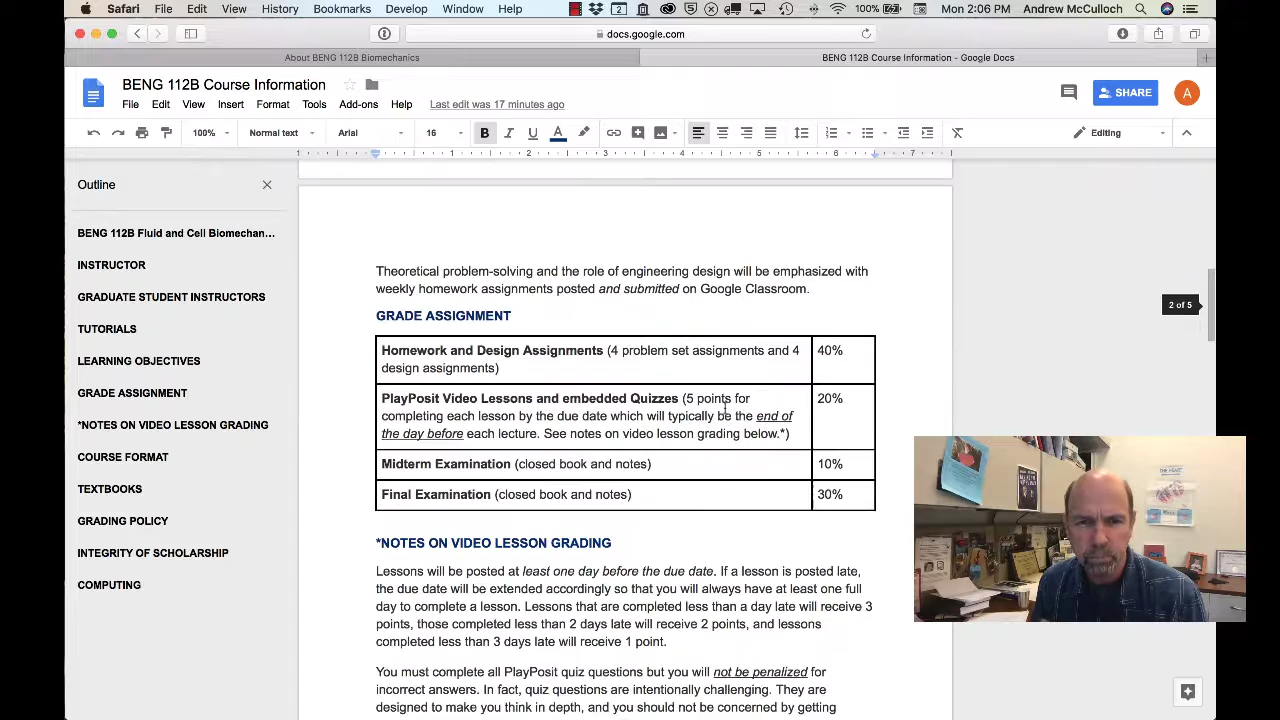 Safari File Edit View History Bookmarks Develop Window Help 100% Mon 2:06 PM Andrew McCulloch
docs.google.com
About BENG 112B Biomechanics
BENG 112B Course Information - Google Docs
BENG 112B Course Information
File Edit View Insert Format Tools Add-ons Help Last edit was 17 minutes ago
SHARE
A
100% Normal text Arial 16 B I U A Editing
1 1 2 3 4 5 6 7
Outline
BENG 112B Fluid and Cell Biomechan...
INSTRUCTOR
GRADUATE STUDENT INSTRUCTORS
TUTORIALS
LEARNING OBJECTIVES
GRADE ASSIGNMENT
*NOTES ON VIDEO LESSON GRADING
COURSE FORMAT
TEXTBOOKS
GRADING POLICY
INTEGRITY OF SCHOLARSHIP
COMPUTING
Theoretical problem-solving and the role of engineering design will be emphasized with
weekly homework assignments posted and submitted on Google Classroom.
GRADE ASSIGNMENT
Homework and Design Assignments (4 problem set assignments and 4 40%
design assignments)
PlayPosit Video Lessons and embedded Quizzes (5 points for 20%
completing each lesson by the due date which will typically be the end of
the day before each lecture. See notes on video lesson grading below.*)
Midterm Examination (closed book and notes) 10%
Final Examination (closed book and notes) 30%
*NOTES ON VIDEO LESSON GRADING
Lessons will be posted at least one day before the due date. If a lesson is posted late,
the due date will be extended accordingly so that you will always have at least one full
day to complete a lesson. Lessons that are completed less than a day late will receive 3
points, those completed less than 2 days late will receive 2 points, and lessons
completed less than 3 days late will receive 1 point.
You must complete all PlayPosit quiz questions but you will not be penalized for
incorrect answers. In fact, quiz questions are intentionally challenging. They are
designed to make you think in depth, and you should not be concerned by getting
2 of 5